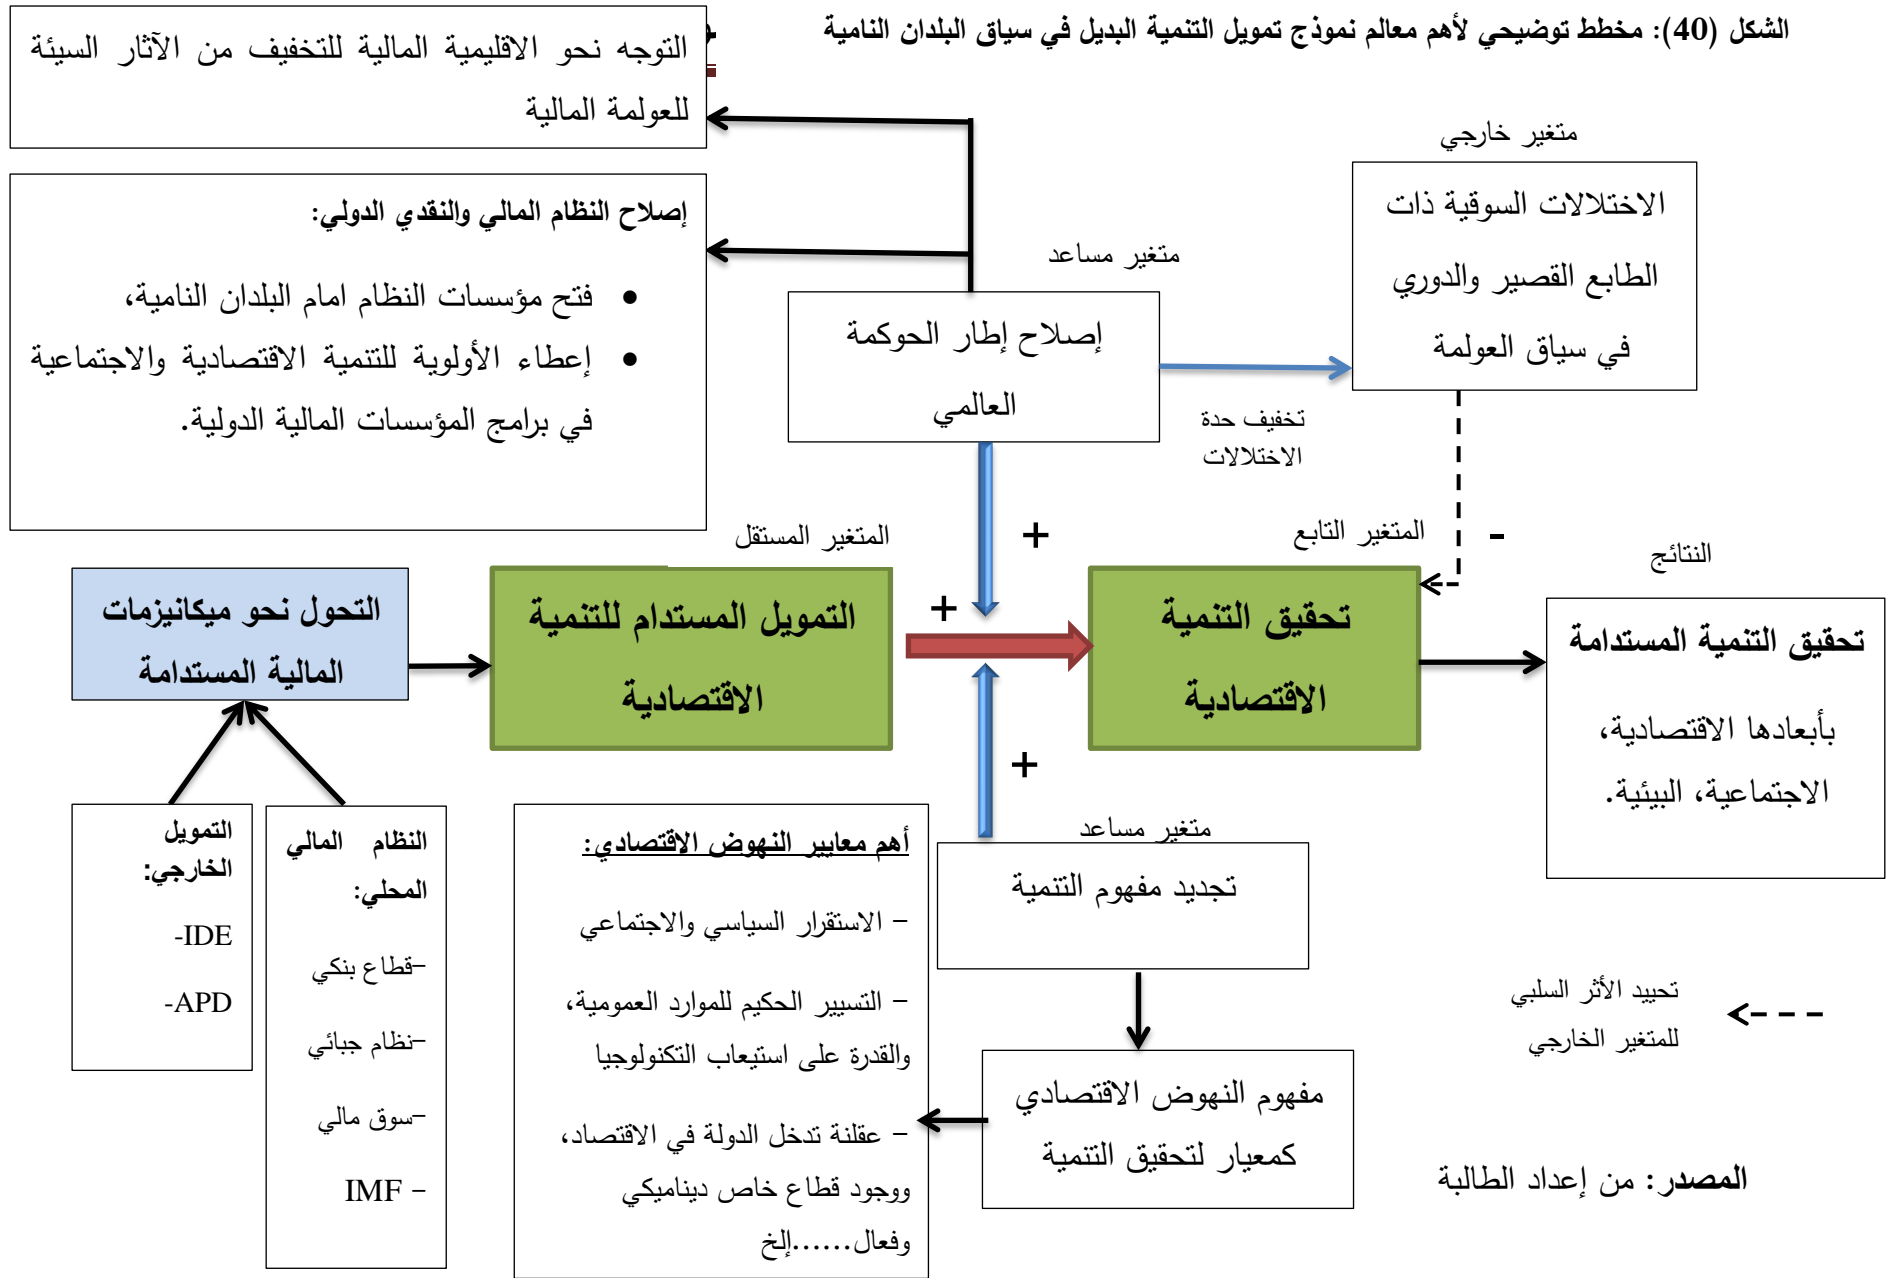 الشكل (40): مخطط توضيحي لأهم معالم نموذج تمويل التنمية البديل في سياق البلدان النامية
التوجه نحو الاقليمية المالية للتخفيف من الآثار السيئة
للعولمة المالية
إصلاح النظام المالي والنقدي الدولي:
• فتح مؤسسات النظام امام البلدان النامية،
• إعطاء الأولوية للتنمية الاقتصادية والاجتماعية
في برامج المؤسسات المالية الدولية.
متغير خارجي
الاختلالات السوقية ذات
الطابع القصير والدوري
في سياق العولمة
متغير مساعد
إصلاح إطار الحوكمة
العالمي
تخفيف حدة
الاختلالات
المتغير المستقل
+
المتغير التابع
-
النتائج
التحول نحو ميكانيزمات
المالية المستدامة
التمويل المستدام للتنمية
الاقتصادية
+
تحقيق التنمية
الاقتصادية
تحقيق التنمية المستدامة
بأبعادها الاقتصادية،
الاجتماعية، البيئية.
+
التمويل
الخارجي:
-IDE
-APD
النظام المالي
المحلي:
-قطاع بنكي
-نظام جبائي
-سوق مالي
IMF -
أهم معايير النهوض الاقتصادي:
- الاستقرار السياسي والاجتماعي
- التسيير الحكيم للموارد العمومية،
والقدرة على استيعاب التكنولوجيا
- عقلنة تدخل الدولة في الاقتصاد،
ووجود قطاع خاص ديناميكي
وفعال......إلخ
متغير مساعد
تجديد مفهوم التنمية
مفهوم النهوض الاقتصادي
كمعيار لتحقيق التنمية
تحييد الأثر السلبي
للمتغير الخارجي
المصدر: من إعداد الطالبة